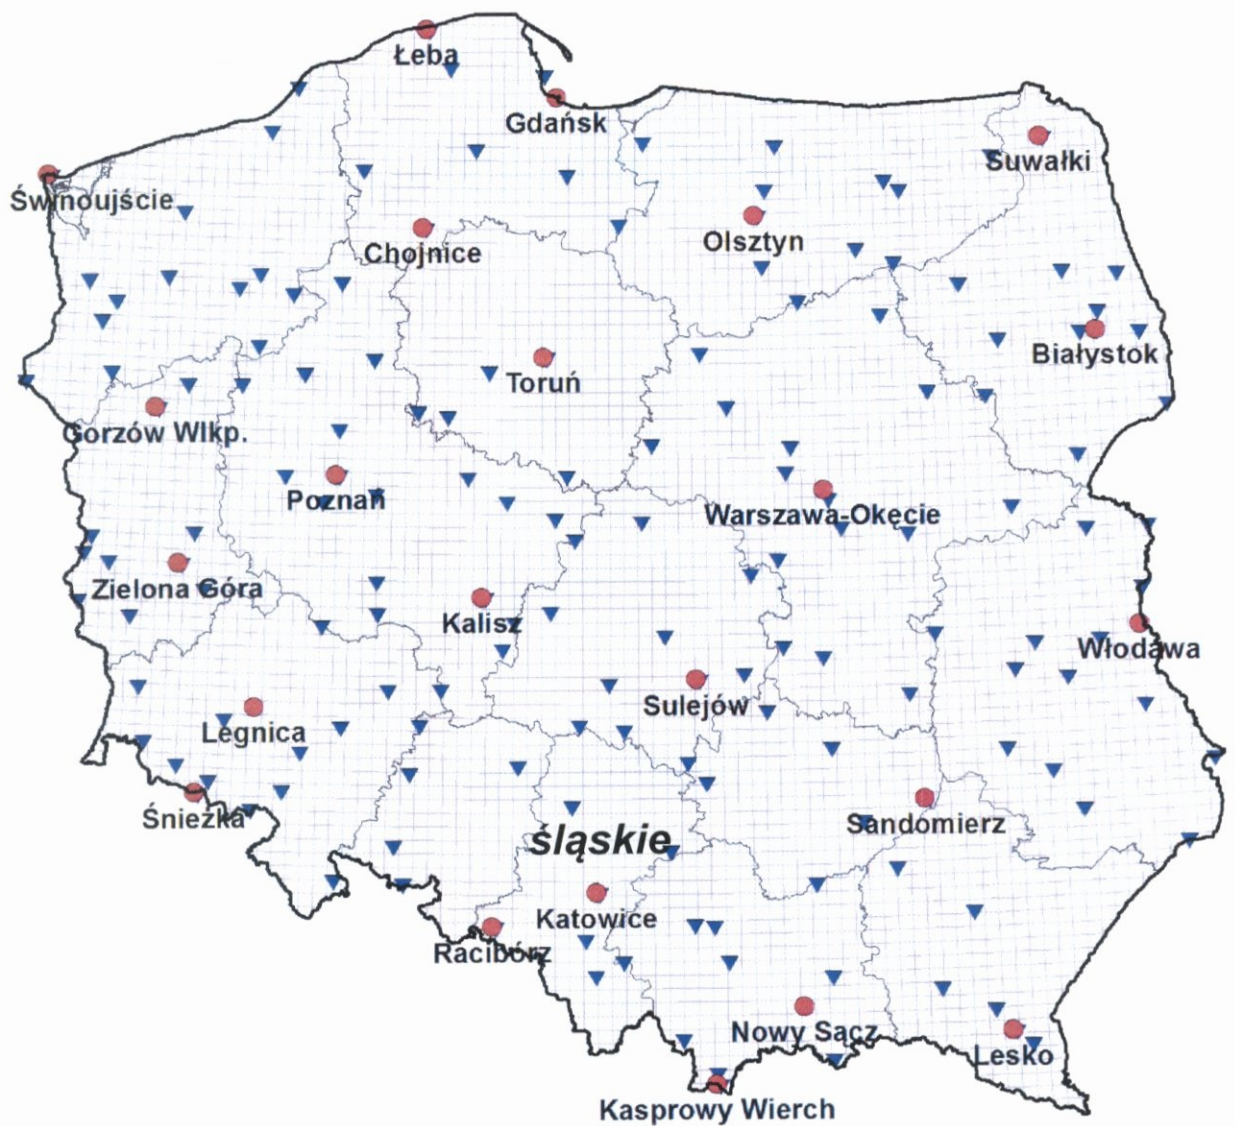 Łeba
Gdańsk
Suwałki
Świnoujście
Olsztyn
Chojnice
Białystok
Toruń
Gorzów Wlkp.
Poznań
Warszawa-Okęcie
Zielona Góra
Kalisz
Włodawa
Sulejów
Legnica
Śnieżka
Sandomierz
śląskie
Katowice
Racibórz
Nowy Sącz
Lesko
Kasprowy Wierch